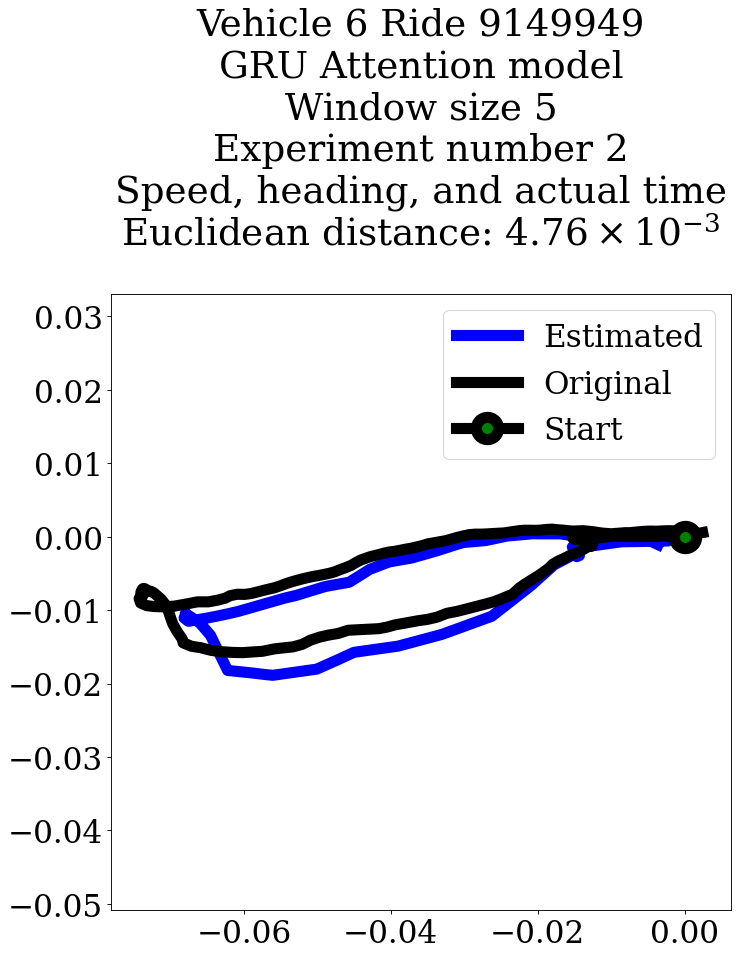 Vehicle 6 Ride 9149949
GRU Attention model
Window size 5
Experiment number 2
Speed, heading, and actual time
Euclidean distance: 4.76 × 10⁻³
Estimated
Original
Start
0.03
0.02
0.01
0.00
−0.01
−0.02
−0.03
−0.04
−0.05
−0.06 −0.04 −0.02 0.00